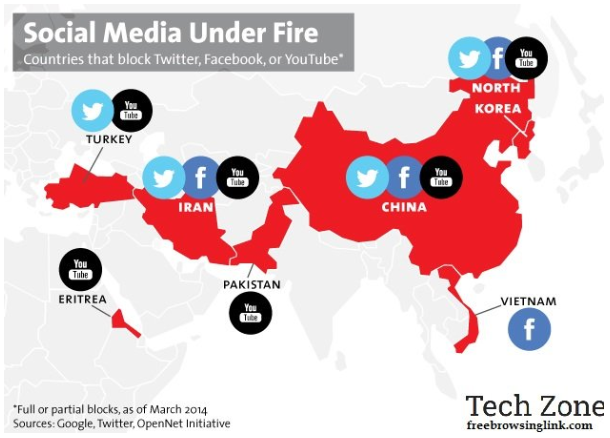 Social Media Under Fire
Countries that block Twitter, Facebook, or YouTube*
You
Tube
NORTH
KOREA
You
Tube
TURKEY
You
Tube
IRAN
You
Tube
CHINA
You
Tube
ERITREA
PAKISTAN
You
Tube
VIETNAM
*Full or partial blocks, as of March 2014
Sources: Google, Twitter, OpenNet Initiative
Tech Zone
freebrowsinglink.com